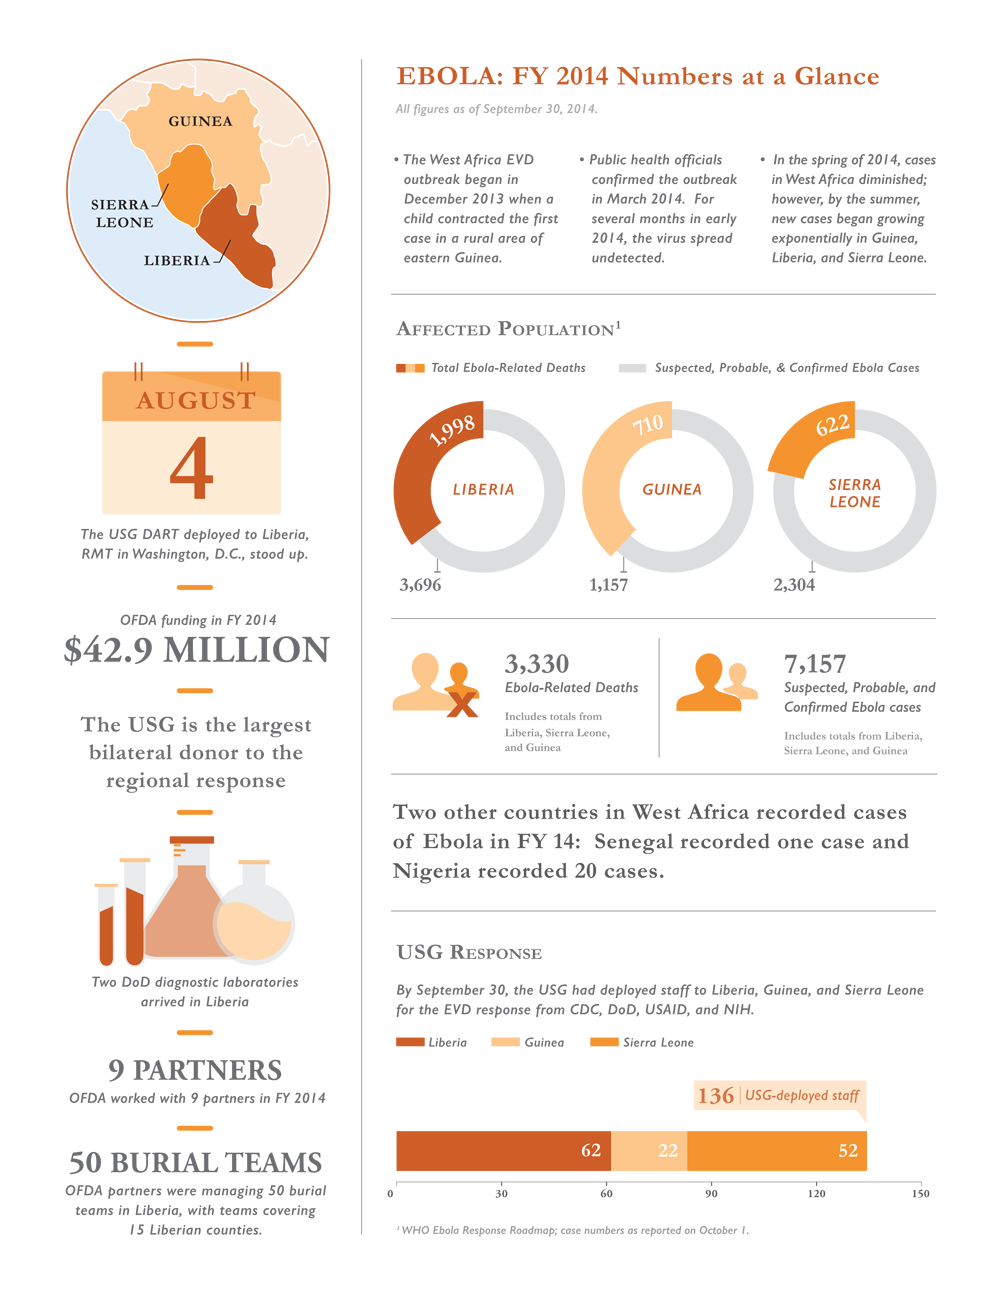 GUINEA
SIERRA
LEONE
LIBERIA
AUGUST
4
The USG DART deployed to Liberia,
RMT in Washington, D.C., stood up.
OFDA funding in FY 2014
$42.9 MILLION
The USG is the largest
bilateral donor to the
regional response
Two DoD diagnostic laboratories
arrived in Liberia
9 PARTNERS
OFDA worked with 9 partners in FY 2014
50 BURIAL TEAMS
OFDA partners were managing 50 burial
teams in Liberia, with teams covering
15 Liberian counties.
EBOLA: FY 2014 Numbers at a Glance
All figures as of September 30, 2014.
• The West Africa EVD
outbreak began in
December 2013 when a
child contracted the first
case in a rural area of
eastern Guinea.
• Public health officials
confirmed the outbreak
in March 2014. For
several months in early
2014, the virus spread
undetected.
• In the spring of 2014, cases
in West Africa diminished;
however, by the summer,
new cases began growing
exponentially in Guinea,
Liberia, and Sierra Leone.
AFFECTED POPULATION¹
Total Ebola-Related Deaths
Suspected, Probable, & Confirmed Ebola Cases
1,998
LIBERIA
3,696
710
GUINEA
1,157
622
SIERRA
LEONE
2,304
3,330
Ebola-Related Deaths
Includes totals from
Liberia, Sierra Leone,
and Guinea
7,157
Suspected, Probable, and
Confirmed Ebola cases
Includes totals from Liberia,
Sierra Leone, and Guinea
Two other countries in West Africa recorded cases
of Ebola in FY 14: Senegal recorded one case and
Nigeria recorded 20 cases.
USG RESPONSE
By September 30, the USG had deployed staff to Liberia, Guinea, and Sierra Leone
for the EVD response from CDC, DoD, USAID, and NIH.
Liberia Guinea Sierra Leone
136 USG-deployed staff
62 22 52
0 30 60 90 120 150
¹ WHO Ebola Response Roadmap; case numbers as reported on October 1.